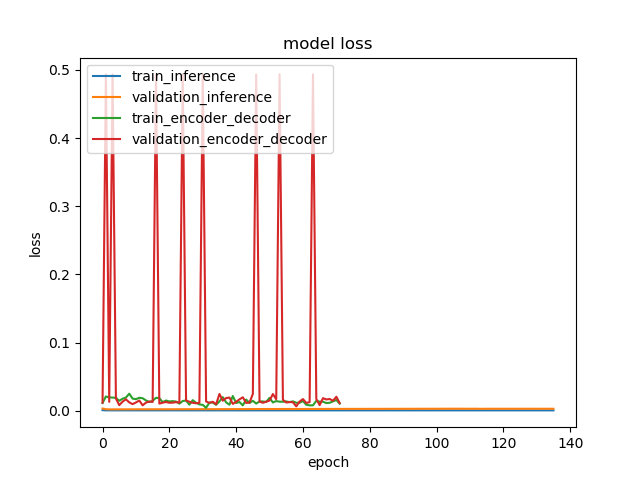 model loss
train_inference
validation_inference
train_encoder_decoder
validation_encoder_decoder
0.5
0.4
0.3
0.2
0.1
0.0
loss
0 20 40 60 80 100 120 140
epoch